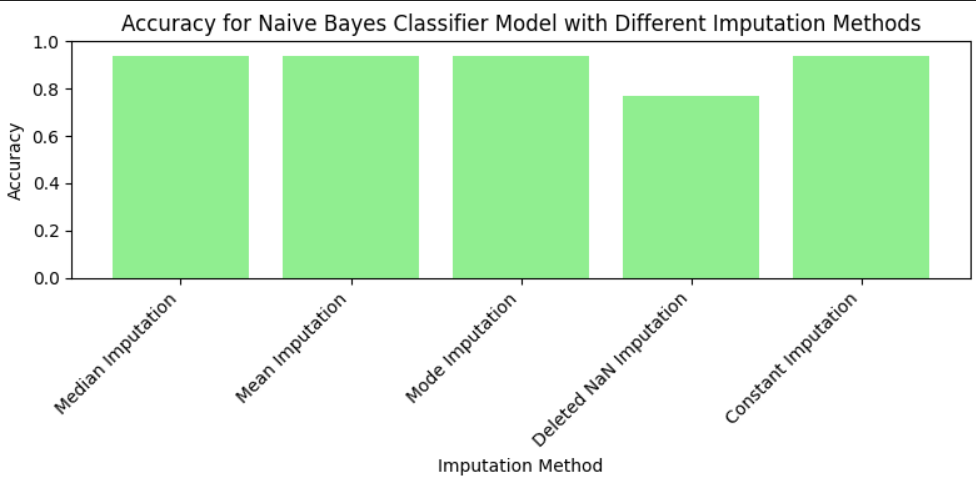 Accuracy for Naive Bayes Classifier Model with Different Imputation Methods
1.0
0.8
0.6
0.4
0.2
0.0
Accuracy
Median Imputation
Mean Imputation
Mode Imputation
Deleted NaN Imputation
Constant Imputation
Imputation Method